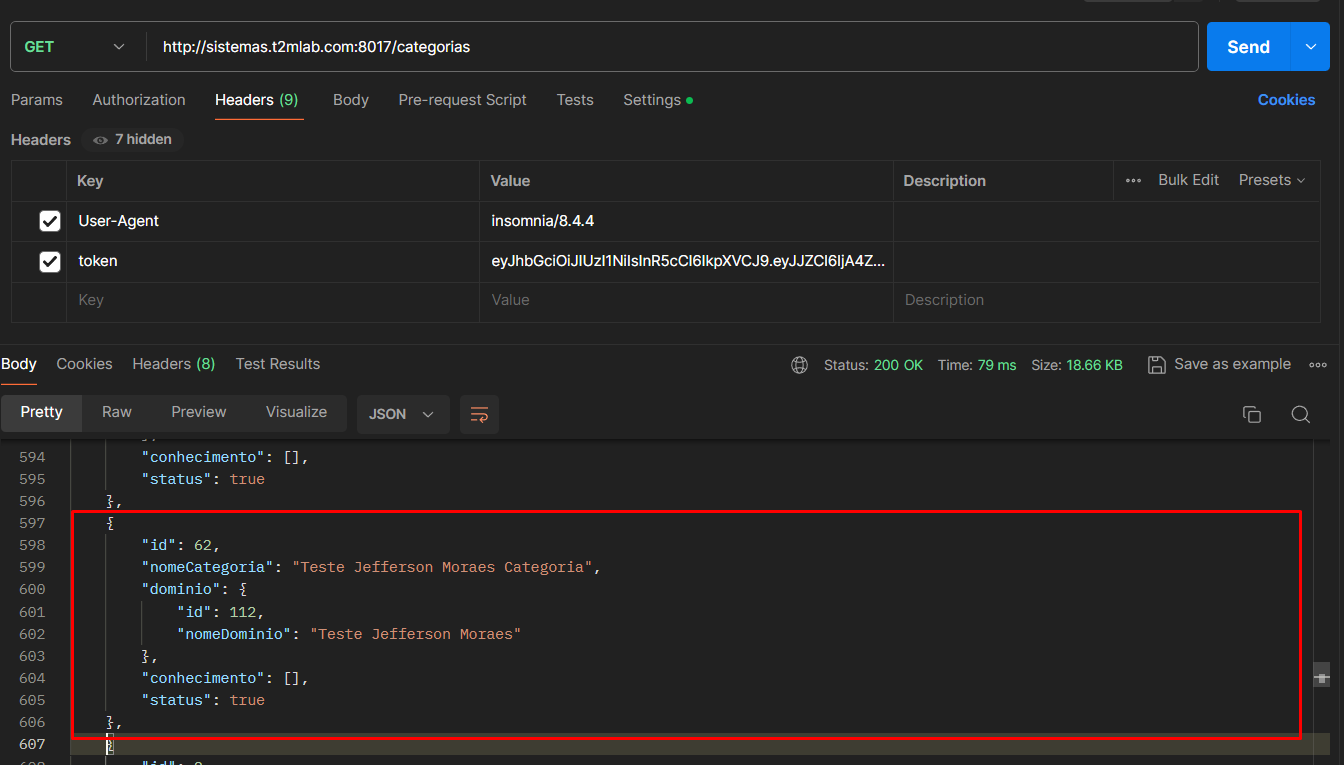 GET http://sistemas.t2mlab.com:8017/categorias Send
Params Authorization Headers (9) Body Pre-request Script Tests Settings Cookies
Headers 7 hidden
Key Value Description Bulk Edit Presets
User-Agent insomnia/8.4.4
token eyJhbGciOiJIUzI1NiIsInR5cCI6IkpXVCJ9.eyJJZCI6IjA4Z...
Key Value Description
Body Cookies Headers (8) Test Results Status: 200 OK Time: 79 ms Size: 18.66 KB Save as example
Pretty Raw Preview Visualize JSON
594 "conhecimento": [],
595 "status": true
596 },
597 {
598 "id": 62,
599 "nomeCategoria": "Teste Jefferson Moraes Categoria",
600 "dominio": {
601 "id": 112,
602 "nomeDominio": "Teste Jefferson Moraes"
603 },
604 "conhecimento": [],
605 "status": true
606 },
607 {